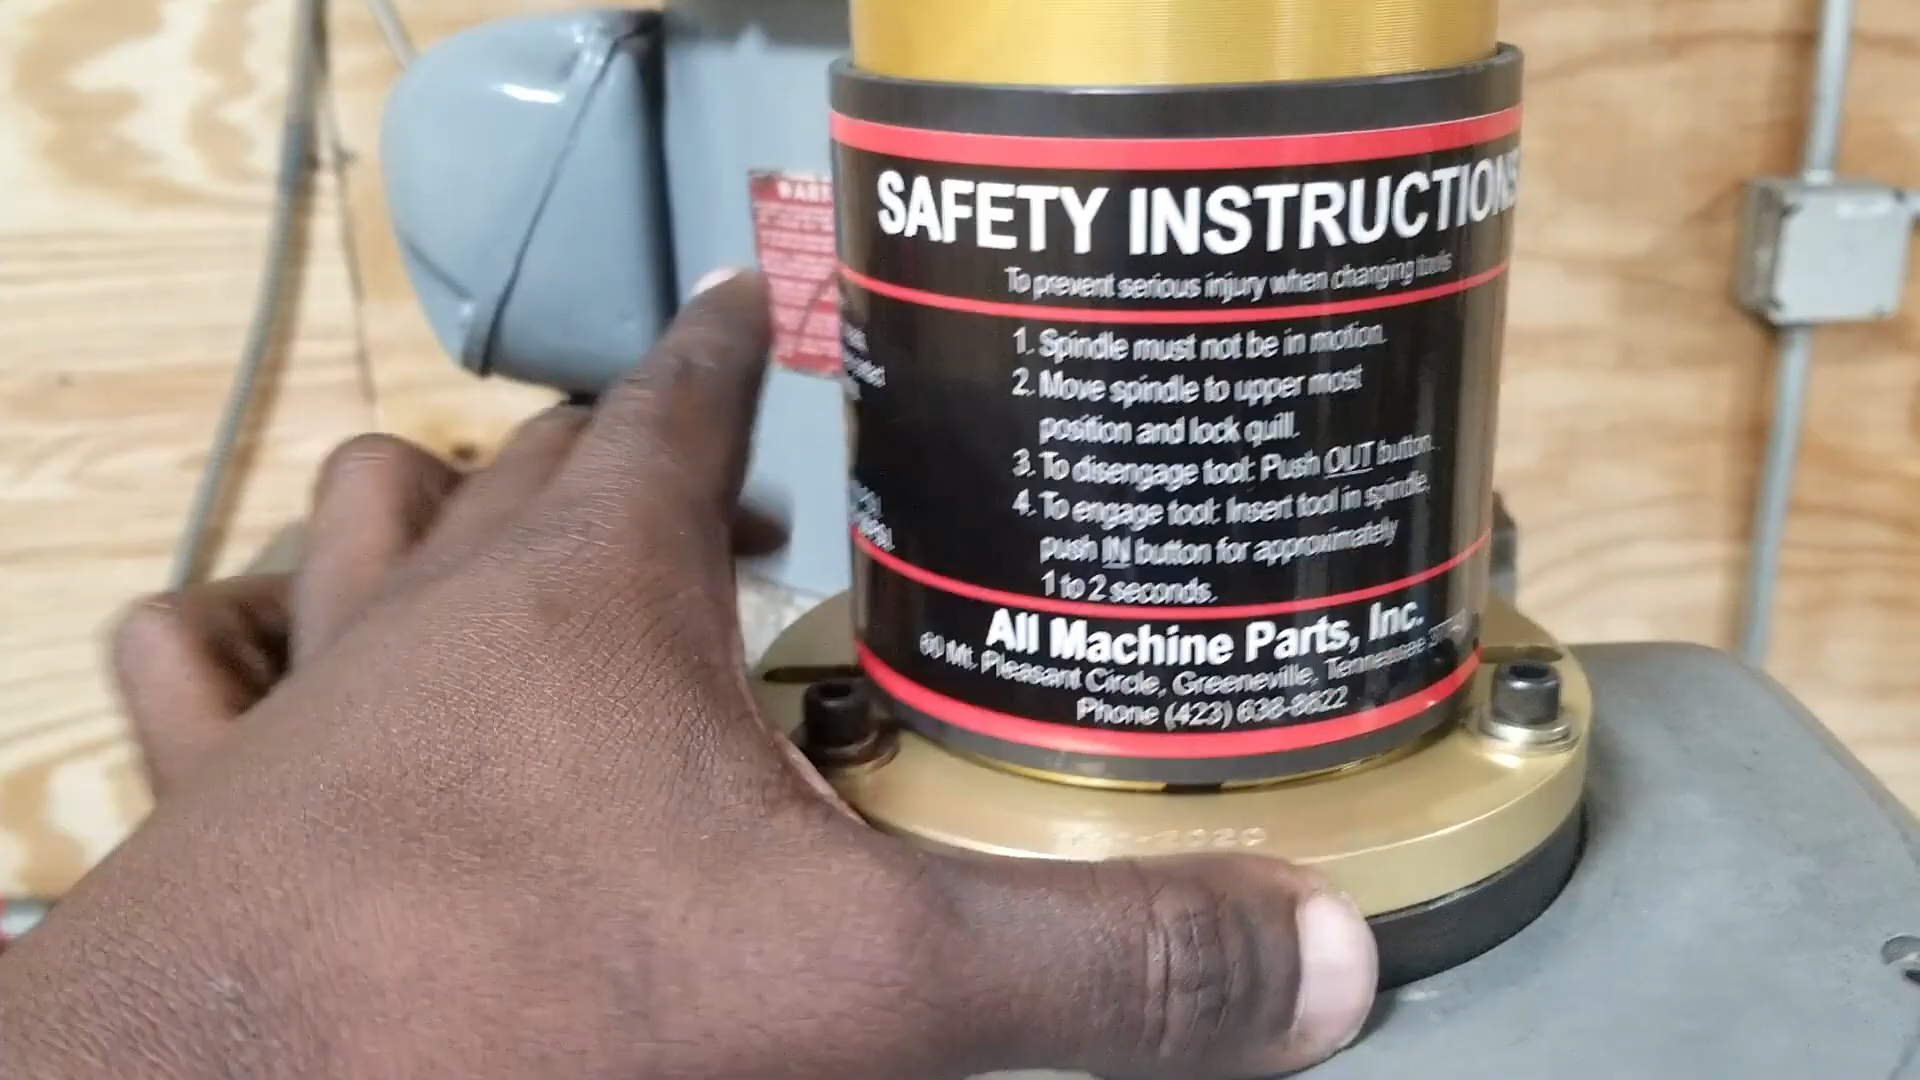 SAFETY INSTRUCTIONS
To prevent serious injury when changing tools
1. Spindle must not be in motion.
2. Move spindle to upper most
position and lock quill.
3. To disengage tool: Push OUT button.
4. To engage tool: Insert tool in spindle,
push IN button for approximately
1 to 2 seconds.
All Machine Parts, Inc.
60 Mt. Pleasant Circle, Greeneville, Tennessee
Phone (423) 638-8822